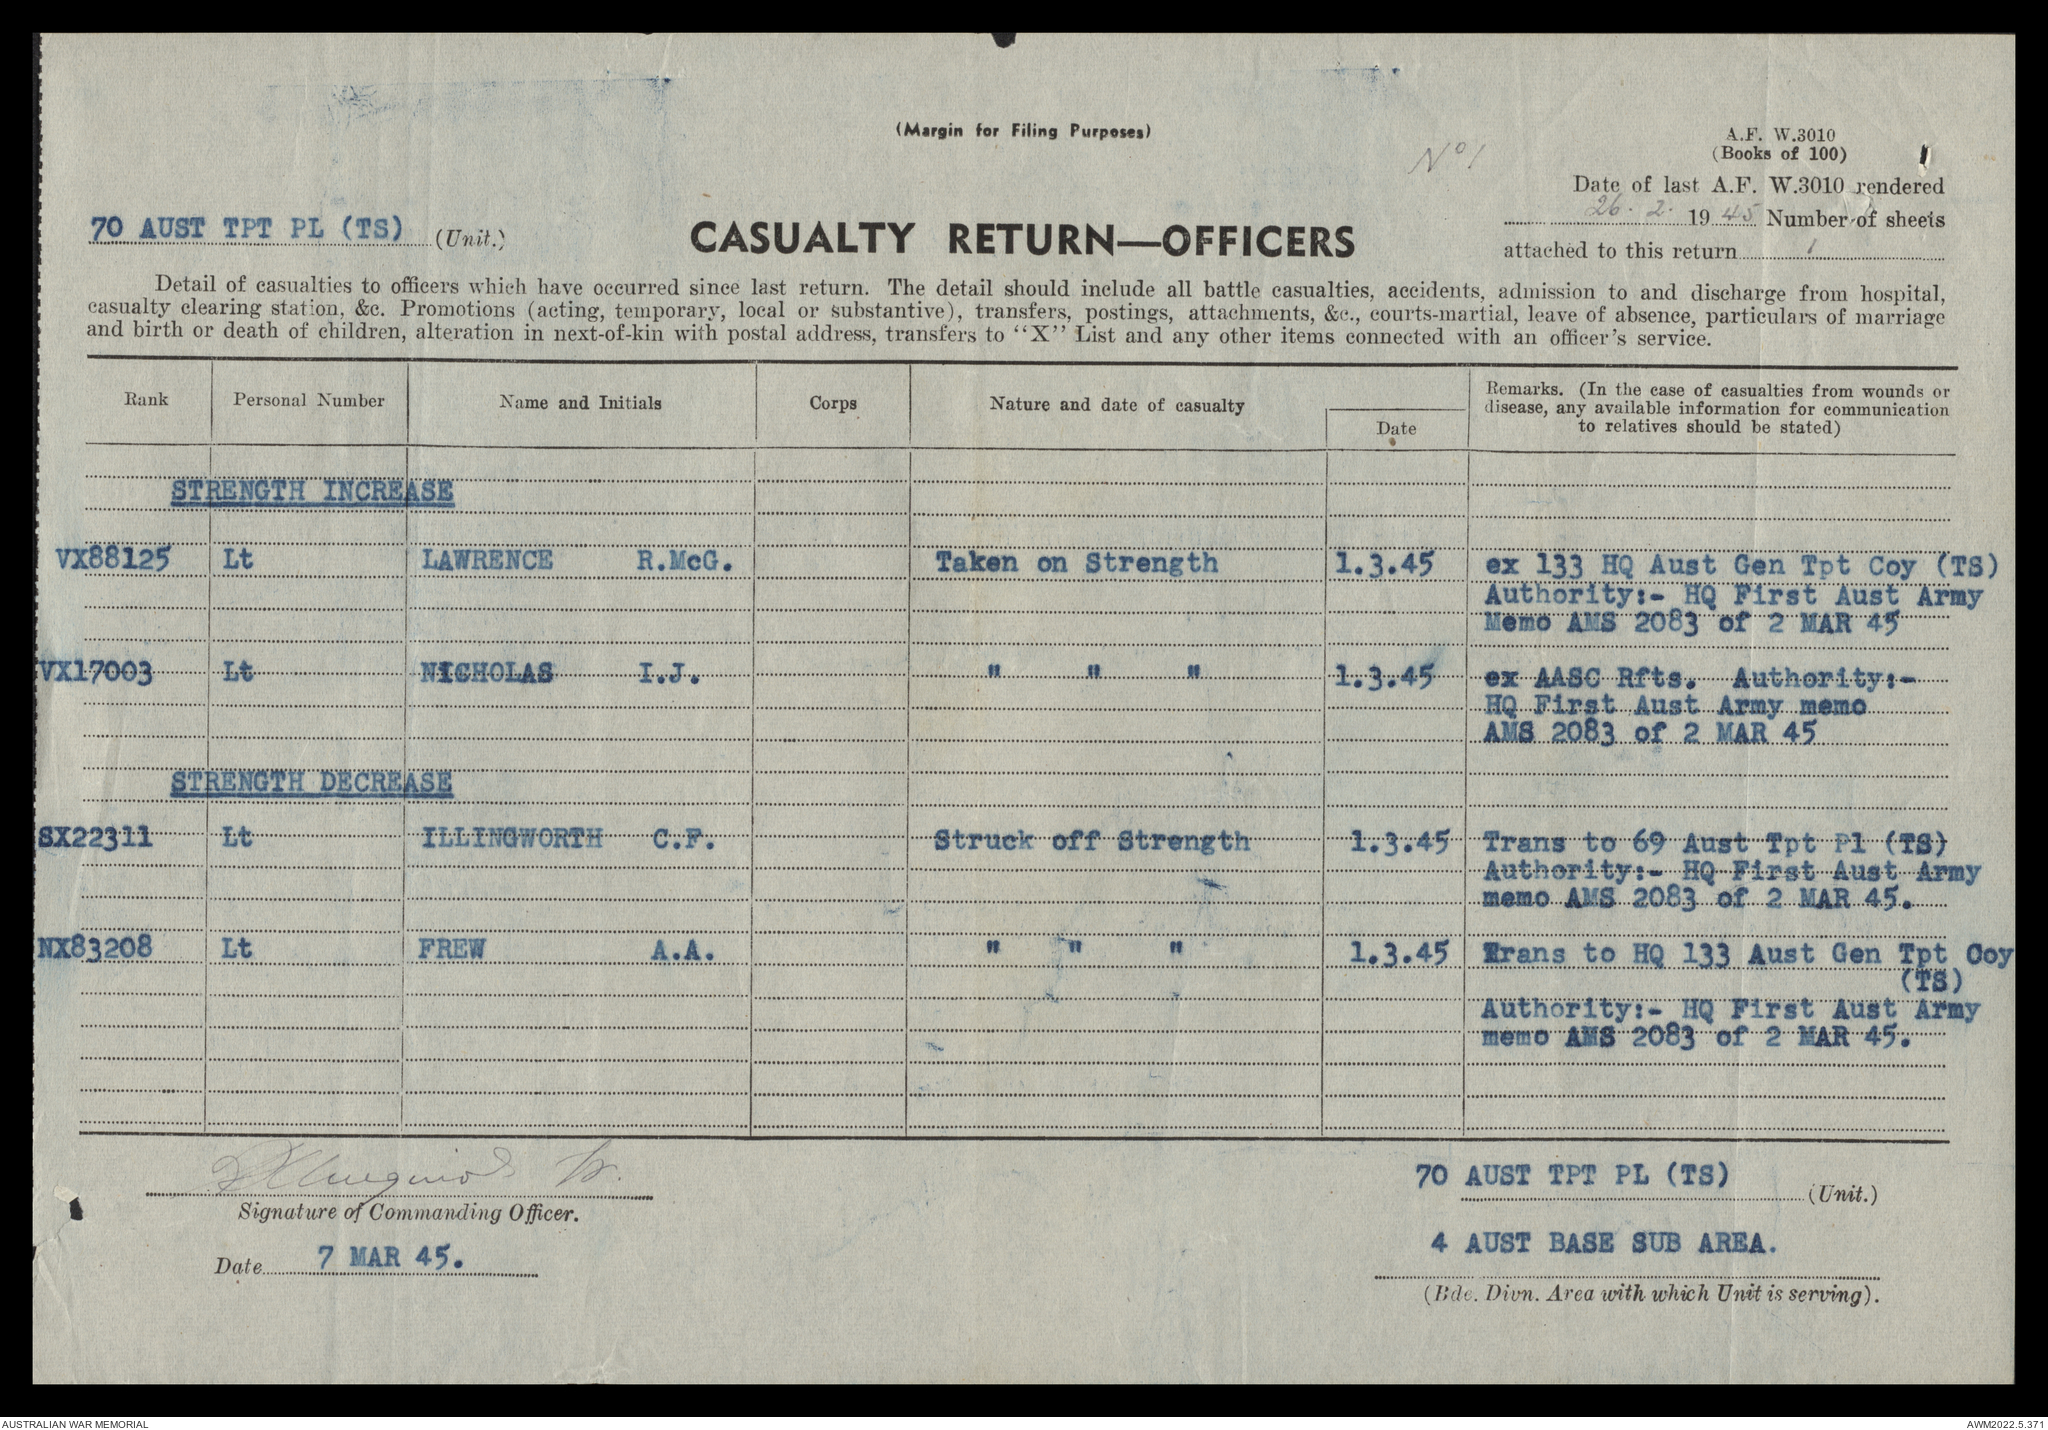 (Margin for Filing Purposes)
No 1
A.F. W.3010
(Books of 100)
Date of last A.F. W.3010 rendered
26. 2. 1945 Number of sheets
attached to this return 1
70 AUST TPT PL (TS) (Unit.)
CASUALTY RETURN—OFFICERS
Detail of casualties to officers which have occurred since last return. The detail should include all battle casualties, accidents, admission to and discharge from hospital,
casualty clearing station, &c. Promotions (acting, temporary, local or substantive), transfers, postings, attachments, &c., courts-martial, leave of absence, particulars of marriage
and birth or death of children, alteration in next-of-kin with postal address, transfers to "X" List and any other items connected with an officer's service.
Rank Personal Number Name and Initials Corps Nature and date of casualty Date
Remarks. (In the case of casualties from wounds or
disease, any available information for communication
to relatives should be stated)
STRENGTH INCREASE
VX88125 Lt LAWRENCE R.McG. Taken on Strength 1.3.45 ex 133 HQ Aust Gen Tpt Coy (TS)
Authority:- HQ First Aust Army
Memo AMS 2083 of 2 MAR 45
VX17003 Lt NICHOLAS I.J. " " " 1.3.45 ex AASC Rfts. Authority:-
HQ First Aust Army memo
AMS 2083 of 2 MAR 45
STRENGTH DECREASE
SX22311 Lt ILLINGWORTH C.F. Struck off Strength 1.3.45 Trans to 69 Aust Tpt Pl (TS)
Authority:- HQ First Aust Army
memo AMS 2083 of 2 MAR 45.
NX83208 Lt FREW A.A. " " " 1.3.45 Trans to HQ 133 Aust Gen Tpt Coy
(TS)
Authority:- HQ First Aust Army
memo AMS 2083 of 2 MAR 45.
Signature of Commanding Officer.
Date 7 MAR 45.
70 AUST TPT PL (TS) (Unit.)
4 AUST BASE SUB AREA.
(Bde. Divn. Area with which Unit is serving).
AUSTRALIAN WAR MEMORIAL
AWM2022.5.371